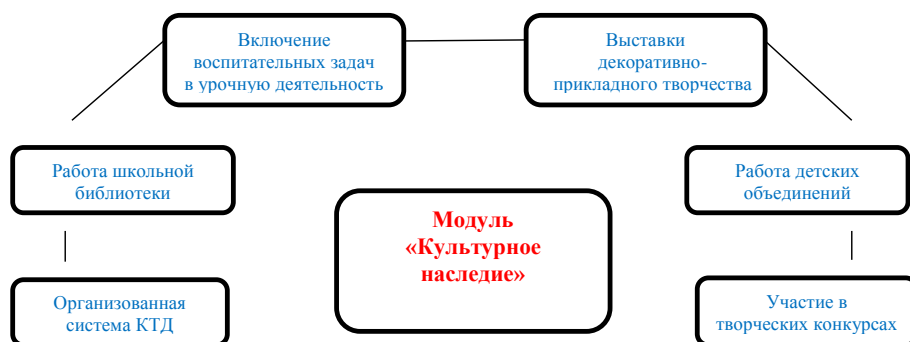 Включение
воспитательных задач
в урочную деятельность
Выставки
декоративно-
прикладного творчества
Работа школьной
библиотеки
Работа детских
объединений
Модуль
«Культурное
наследие»
Организованная
система КТД
Участие в
творческих конкурсах